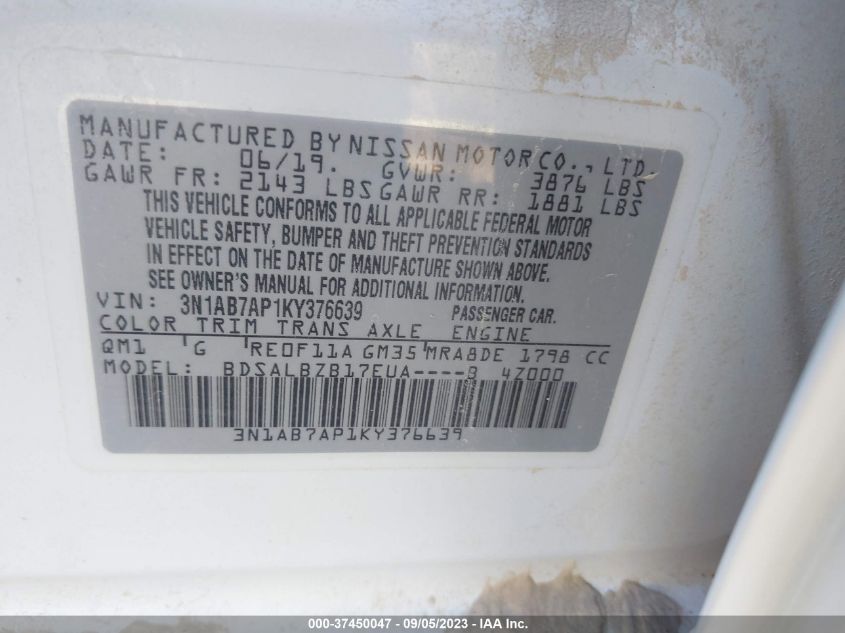 MANUFACTURED BY NISSAN MOTOR CO., LTD.
DATE: 06/19. GVWR: 3876 LBS
GAWR FR: 2143 LBS GAWR RR: 1881 LBS
THIS VEHICLE CONFORMS TO ALL APPLICABLE FEDERAL MOTOR
VEHICLE SAFETY, BUMPER AND THEFT PREVENTION STANDARDS
IN EFFECT ON THE DATE OF MANUFACTURE SHOWN ABOVE.
SEE OWNER'S MANUAL FOR ADDITIONAL INFORMATION.
VIN: 3N1AB7AP1KY376639 PASSENGER CAR.
COLOR TRIM TRANS AXLE ENGINE
QM1 'G 'RE0F11A GM35'MRA8DE 1798 CC
MODEL: BDSALBZB17EUA----B 4Z000
3N1AB7AP1KY376639
000-37450047 - 09/05/2023 - IAA Inc.